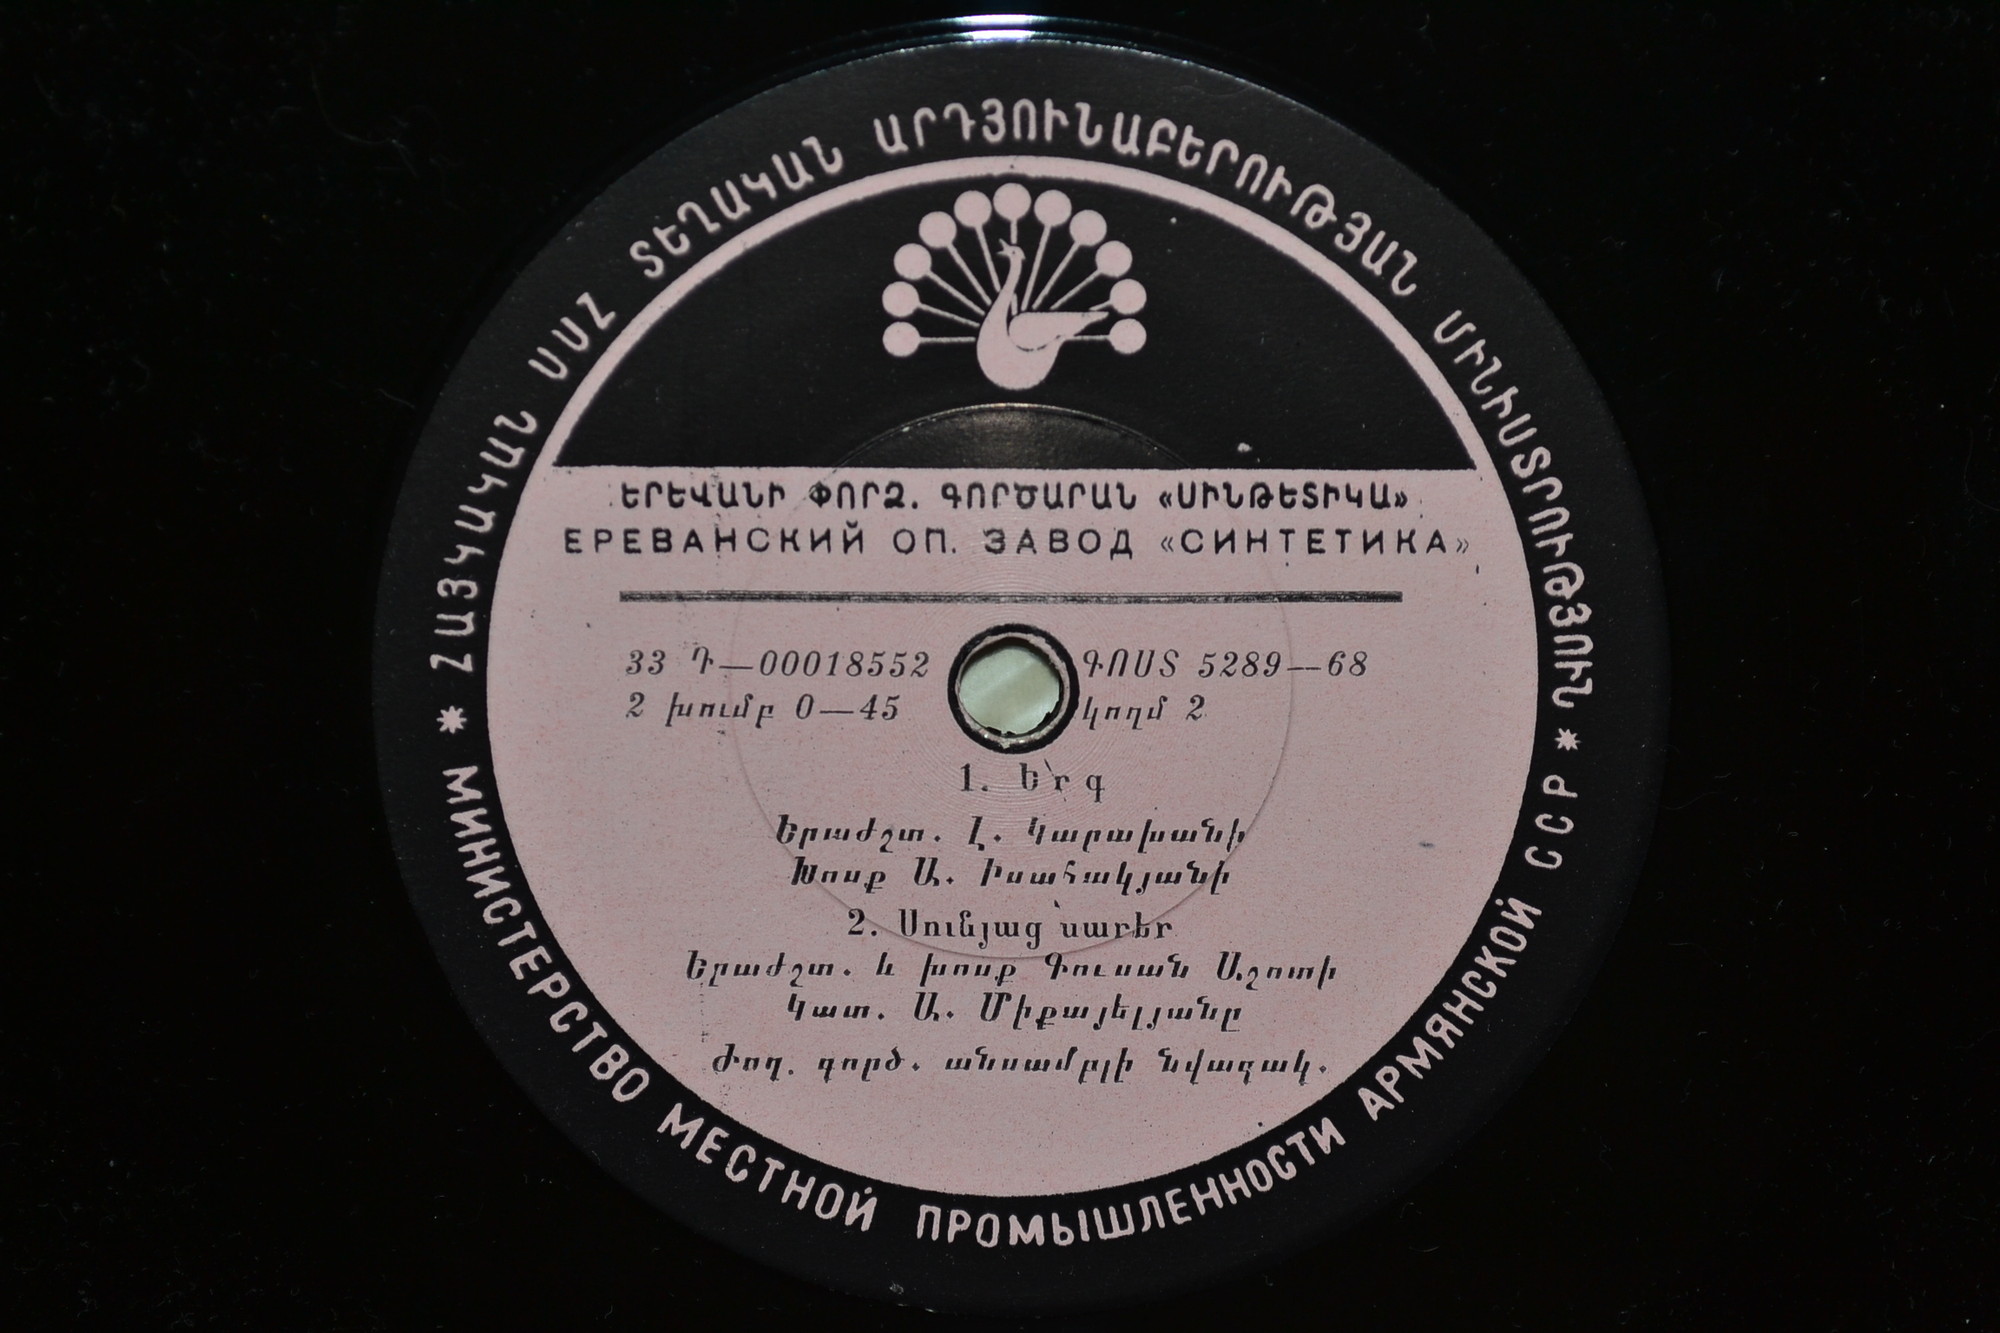 ՀԱՅԿԱԿԱՆ ՍՍՀ ՏԵՂԱԿԱՆ ԱՐԴՅՈՒՆԱԲԵՐՈՒԹՅԱՆ ՄԻՆԻՍՏՐՈՒԹՅՈՒՆ
ԵՐԵՎԱՆԻ ՓՈՐՁ. ԳՈՐԾԱՐԱՆ «ՍԻՆԹԵՏԻԿԱ»
ЕРЕВАНСКИЙ ОП. ЗАВОД «СИНТЕТИКА»
33 Դ—00018552 ԳՈՍՏ 5289—68
2 խումբ 0—45 կողմ 2
1. Երգ
Երաժշտ. Լ. Կարախանի
Խոսք Ա. Իսահակյանի
2. Սունյաց սարեր
Երաժշտ. և խոսք Գուսան Աշոտի
Կատ. Ա. Միքայելյանը
Ժող. գործ. անսամբլի նվագակ.
МИНИСТЕРСТВО МЕСТНОЙ ПРОМЫШЛЕННОСТИ АРМЯНСКОЙ ССР